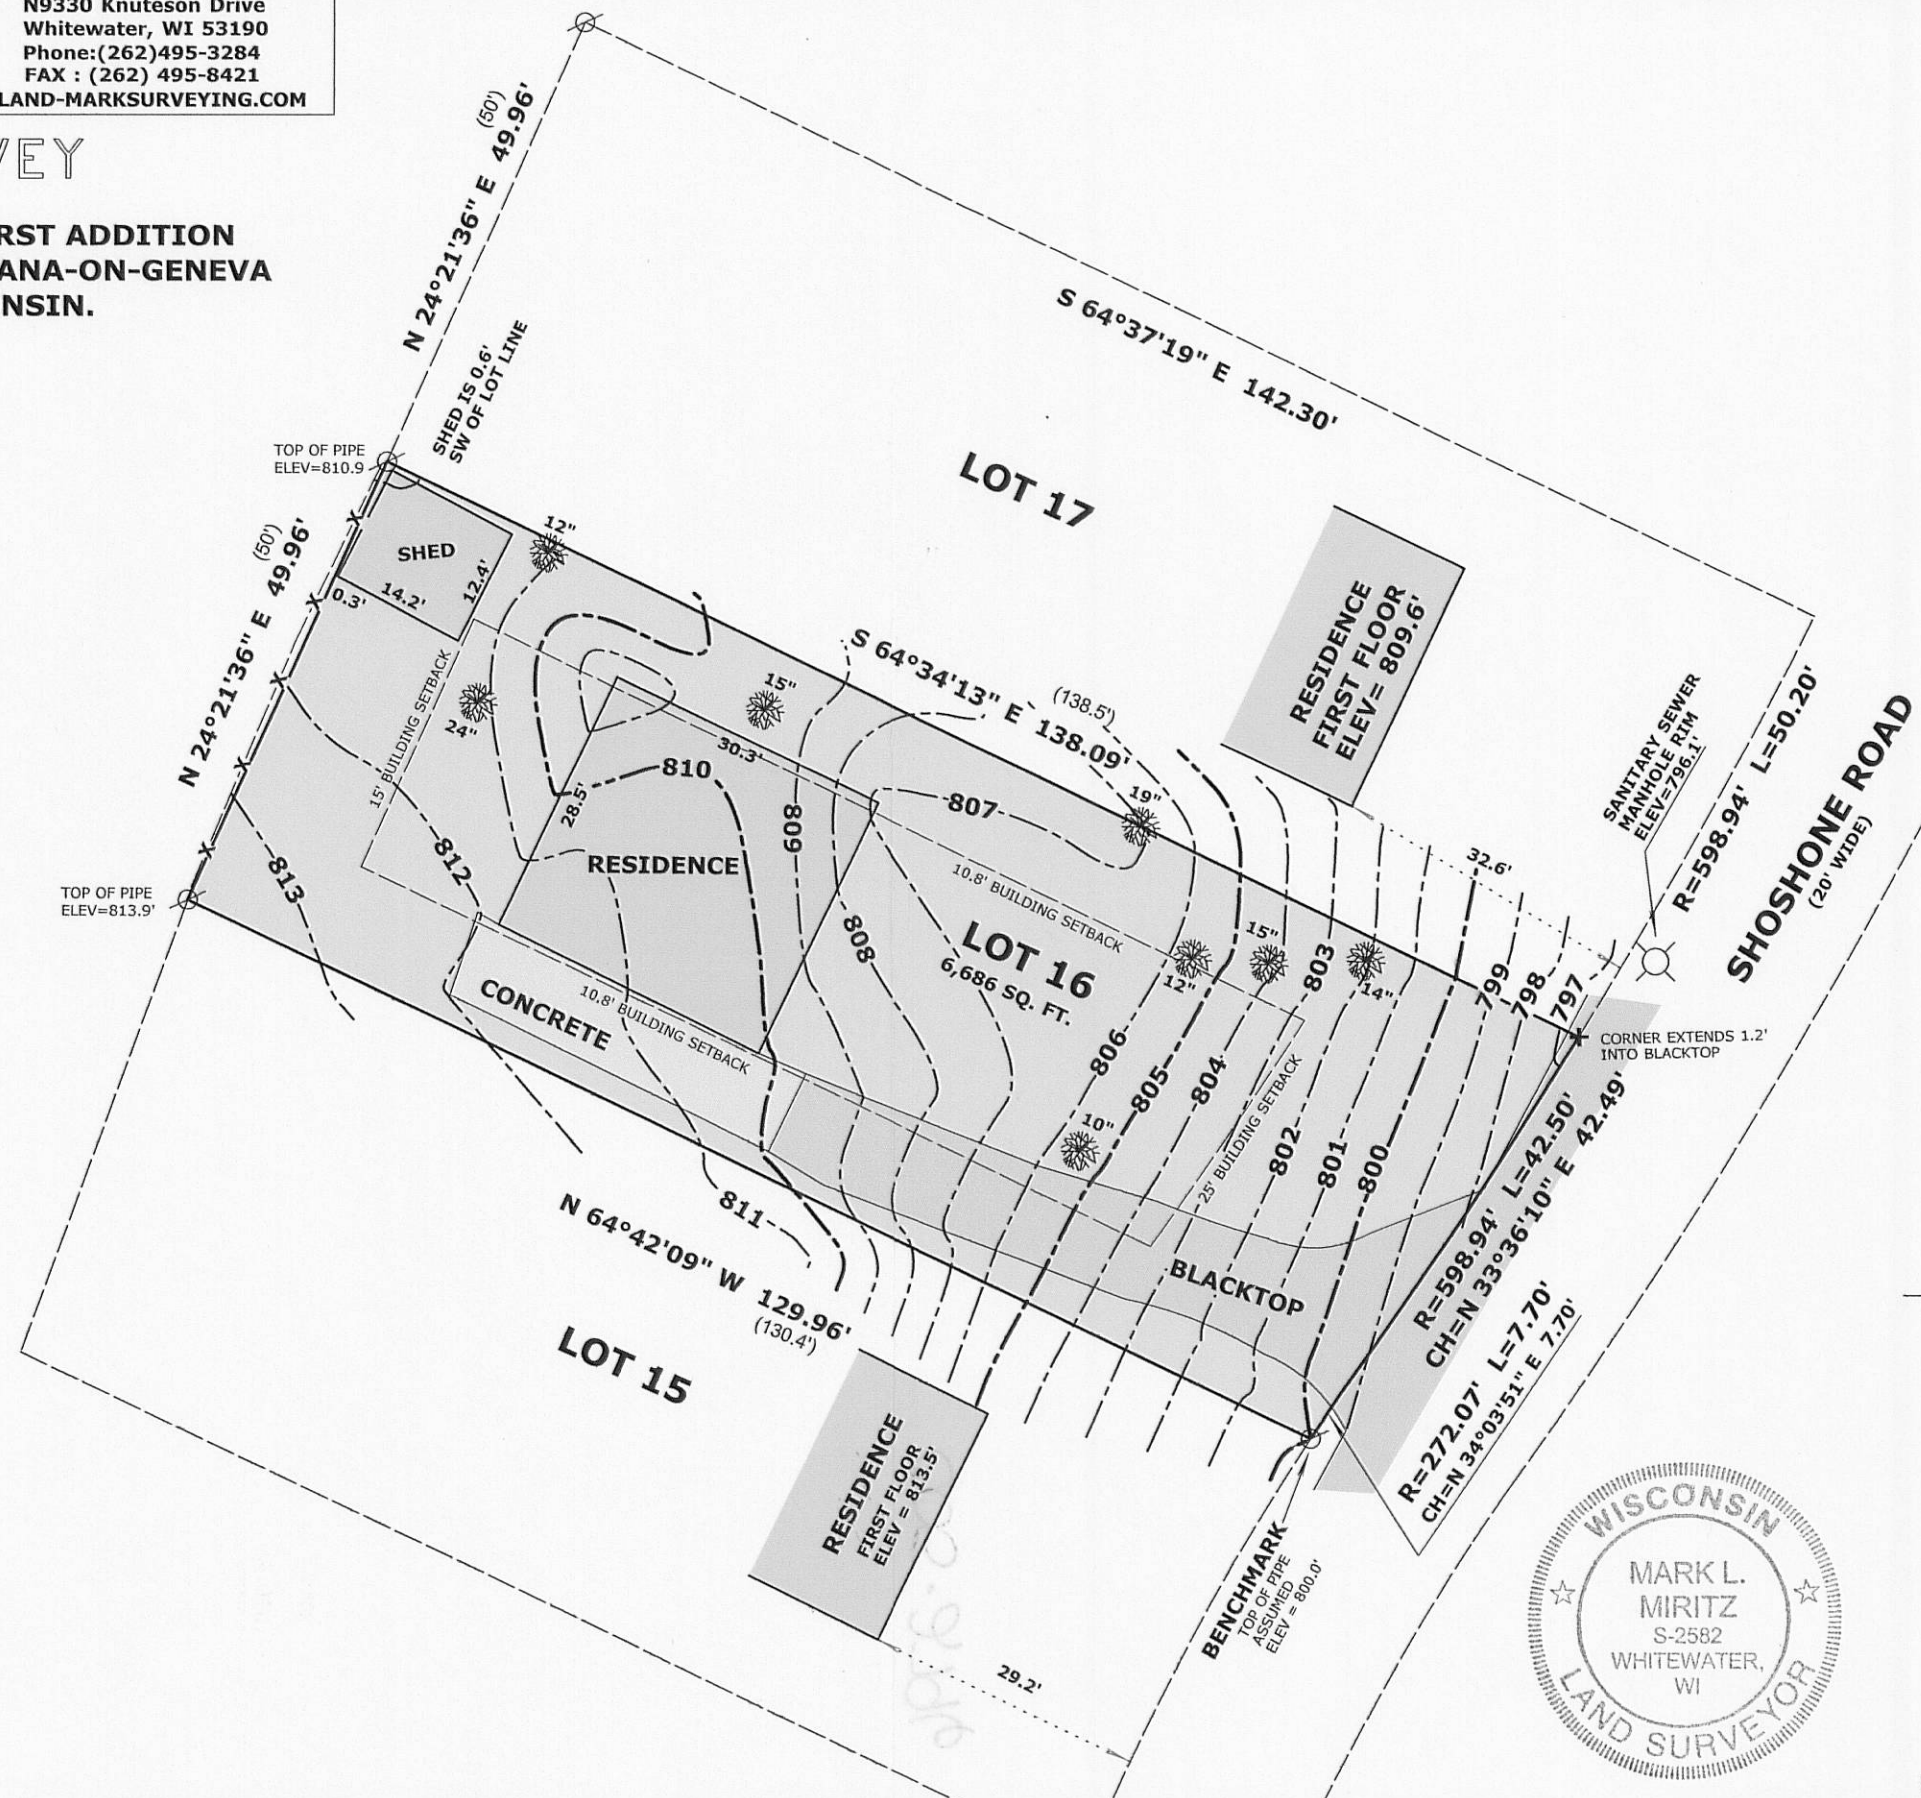 N9330 Knuteson Drive
Whitewater, WI 53190
Phone:(262)495-3284
FAX : (262) 495-8421
LAND-MARKSURVEYING.COM
VEY
RST ADDITION
ANA-ON-GENEVA
NSIN.
(50')
N 24°21'36" E 49.96'
S 64°37'19" E 142.30'
SHED IS 0.6'
SW OF LOT LINE
TOP OF PIPE
ELEV=810.9
LOT 17
(50')
N 24°21'36" E 49.96'
SHED
14.2'
12.4'
0.3'
12"
RESIDENCE
FIRST FLOOR
ELEV= 809.6'
S 64°34'13" E 138.09'
(138.5')
15' BUILDING SETBACK
24"
15"
30.3'
28.5'
810
809
807
19"
32.6'
SANITARY SEWER
MANHOLE RIM
ELEV=796.1'
R=598.94' L=50.20'
SHOSHONE ROAD
(20' WIDE)
TOP OF PIPE
ELEV=813.9'
813
812
RESIDENCE
808
10.8' BUILDING SETBACK
LOT 16
6,686 SQ. FT.
12"
15"
14"
803
799
798
797
CONCRETE
10.8' BUILDING SETBACK
806
805
804
802
801
800
10"
25' BUILDING SETBACK
CORNER EXTENDS 1.2'
INTO BLACKTOP
811
BLACKTOP
N 64°42'09" W 129.96'
(130.4')
R=598.94' L=42.50'
CH=N 33°36'10" E 42.49'
LOT 15
RESIDENCE
FIRST FLOOR
ELEV = 813.5'
R=272.07' L=7.70'
CH=N 34°03'51" E 7.70'
BENCHMARK
TOP OF PIPE
ASSUMED
ELEV = 800.0'
29.2'
WISCONSIN
MARK L.
MIRITZ
S-2582
WHITEWATER,
WI
LAND SURVEYOR